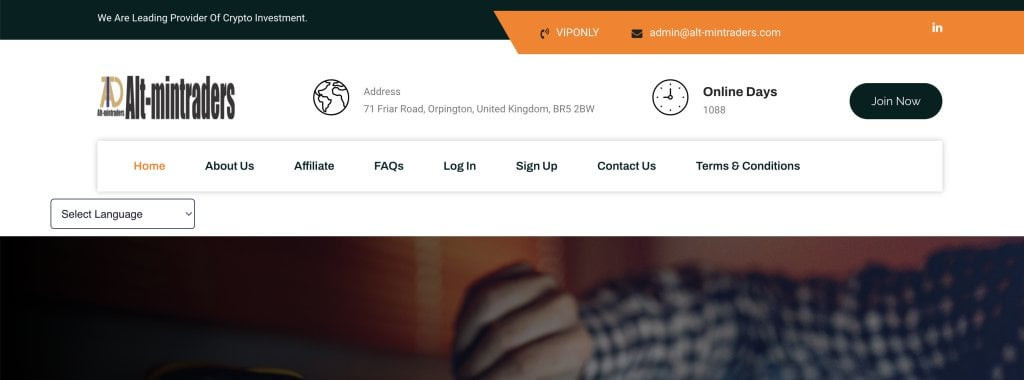 We Are Leading Provider Of Crypto Investment.
VIPONLY
admin@alt-mintraders.com
in
Alt-mintraders
Alt-mintraders
Address
71 Friar Road, Orpington, United Kingdom, BR5 2BW
Online Days
1088
Join Now
Home
About Us
Affiliate
FAQs
Log In
Sign Up
Contact Us
Terms & Conditions
Select Language